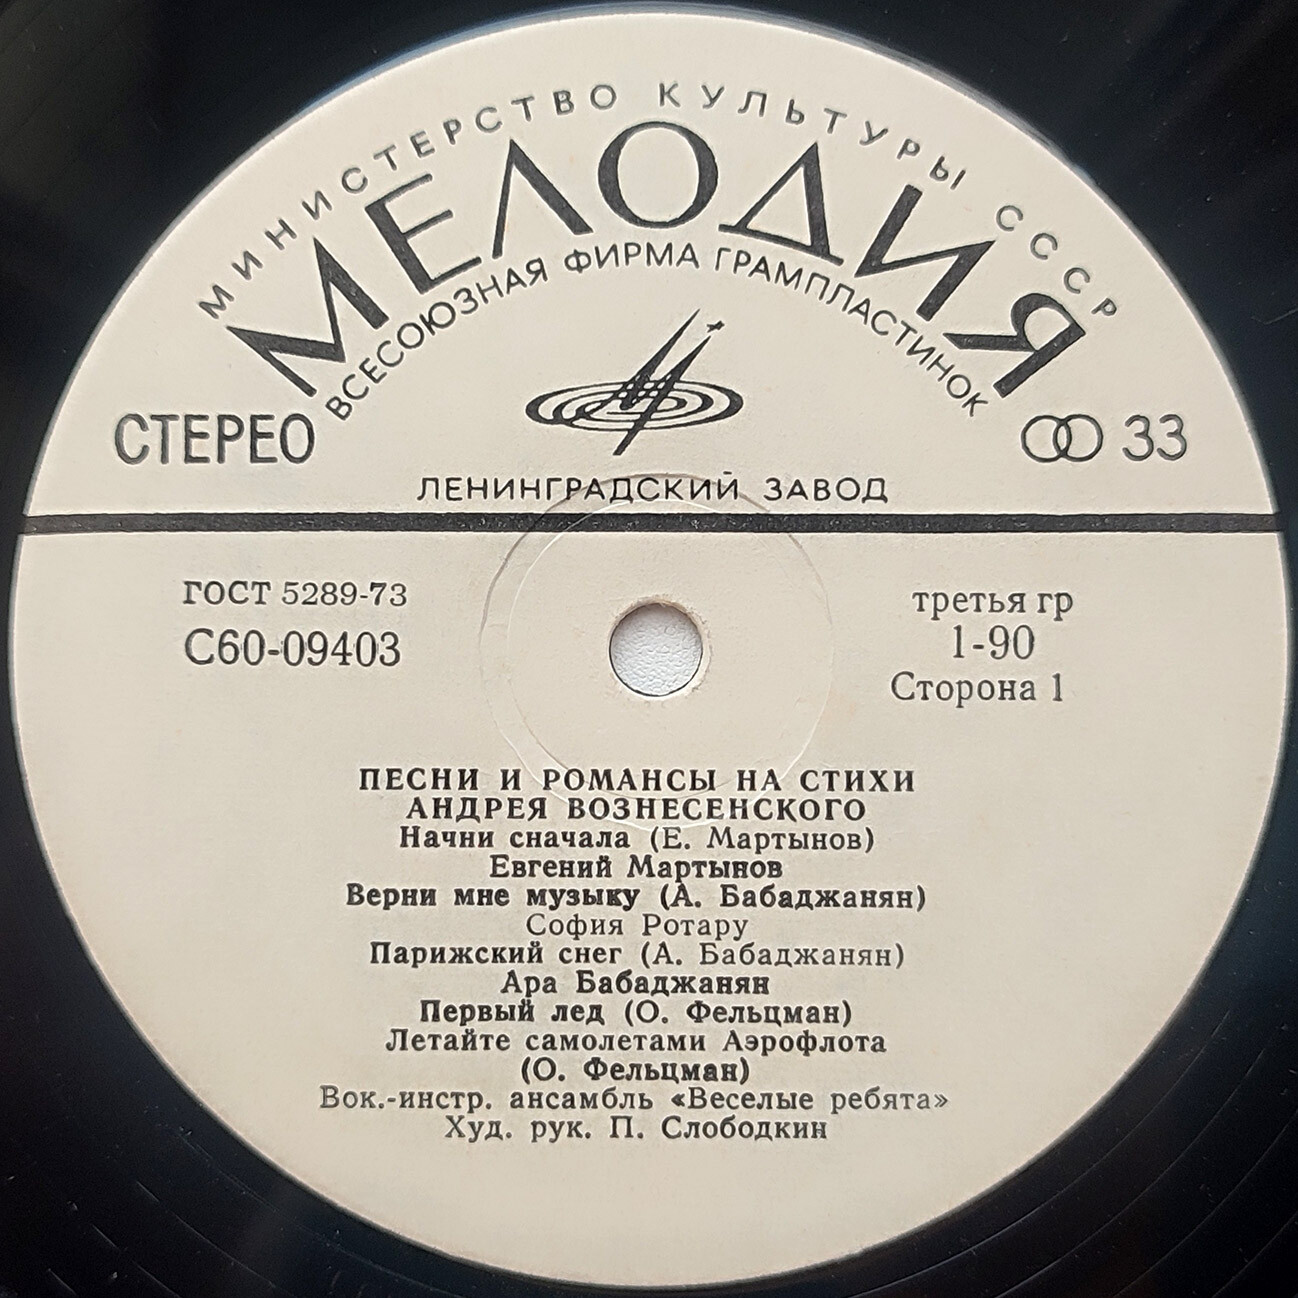 МИНИСТЕРСТВО КУЛЬТУРЫ СССР
МЕЛОДИЯ
ВСЕСОЮЗНАЯ ФИРМА ГРАМПЛАСТИНОК
СТЕРЕО
33
ЛЕНИНГРАДСКИЙ ЗАВОД
ГОСТ 5289-73
С60-09403
третья гр
1-90
Сторона 1
ПЕСНИ И РОМАНСЫ НА СТИХИ
АНДРЕЯ ВОЗНЕСЕНСКОГО
Начни сначала (Е. Мартынов)
Евгений Мартынов
Верни мне музыку (А. Бабаджанян)
София Ротару
Парижский снег (А. Бабаджанян)
Ара Бабаджанян
Первый лед (О. Фельцман)
Летайте самолетами Аэрофлота
(О. Фельцман)
Вок.-инстр. ансамбль «Веселые ребята»
Худ. рук. П. Слободкин